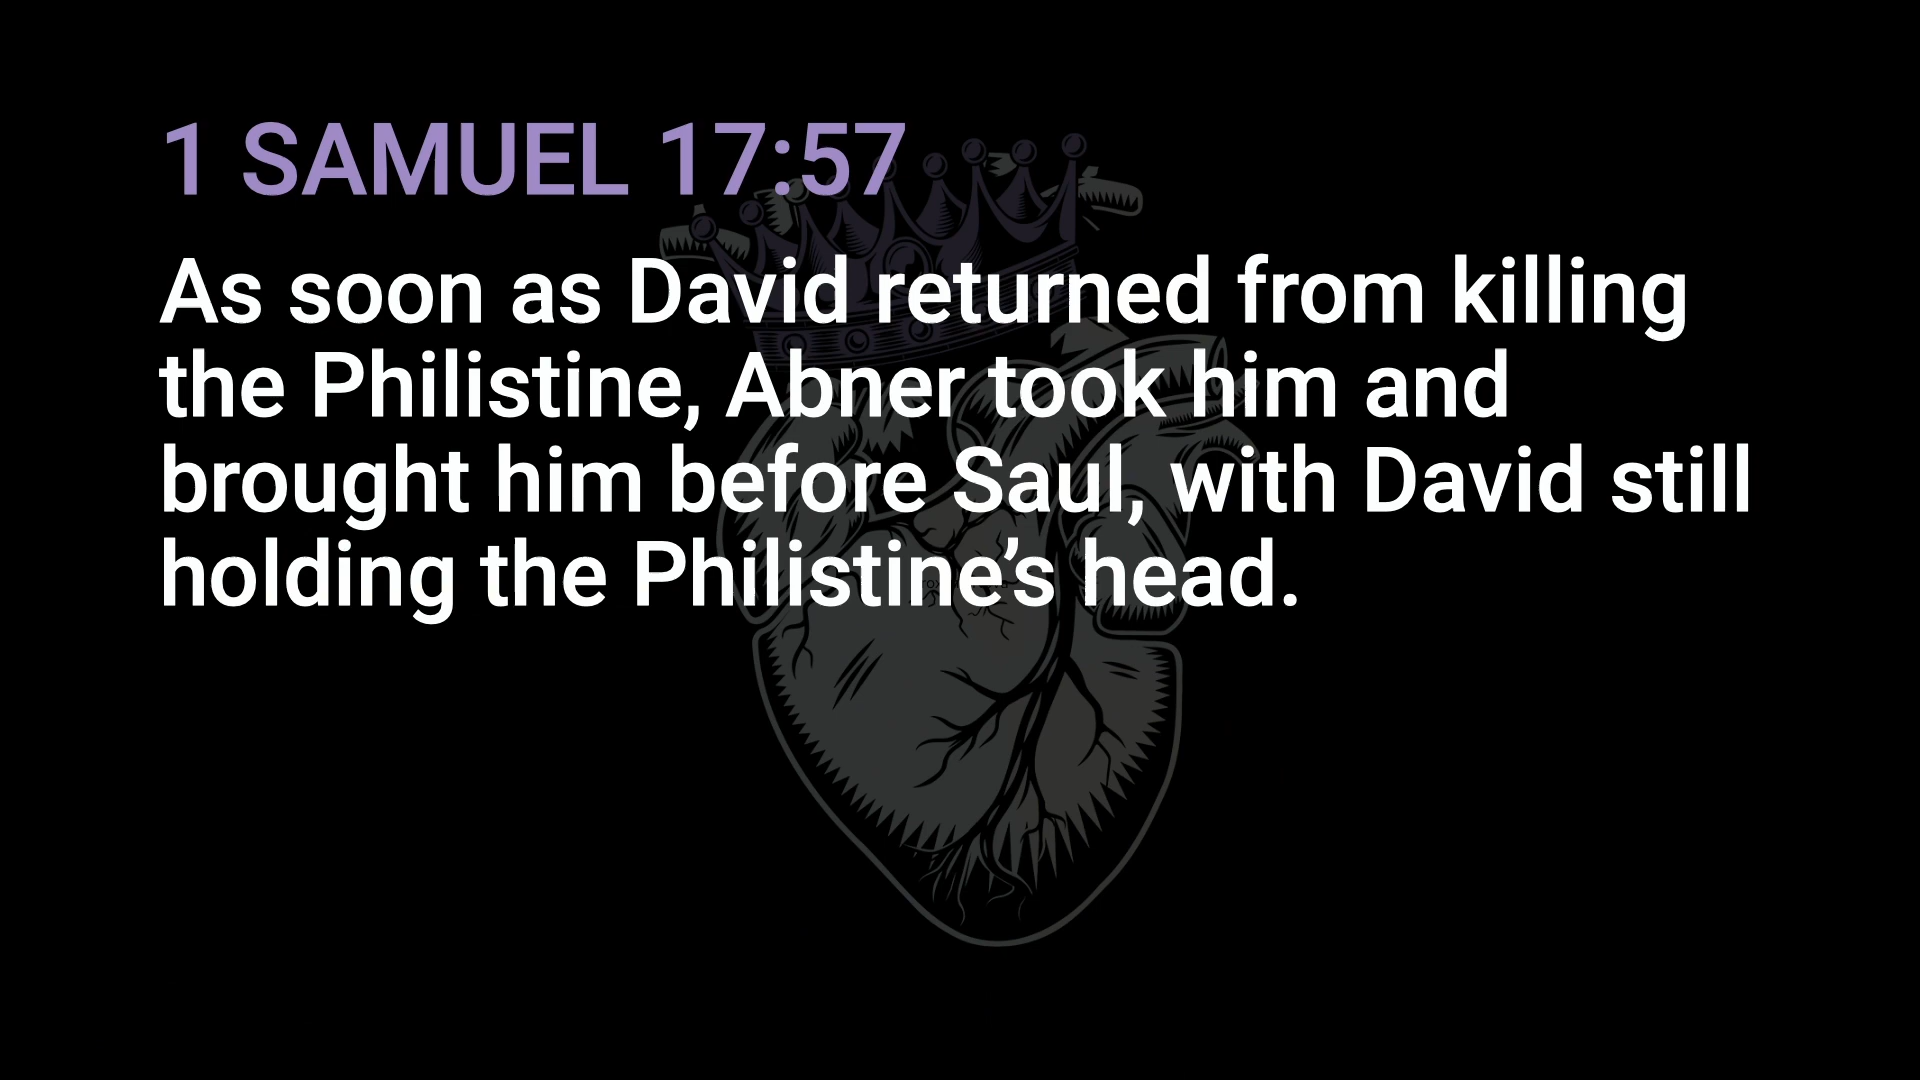 1 SAMUEL 17:57
As soon as David returned from killing
the Philistine, Abner took him and
brought him before Saul, with David still
holding the Philistine’s head.